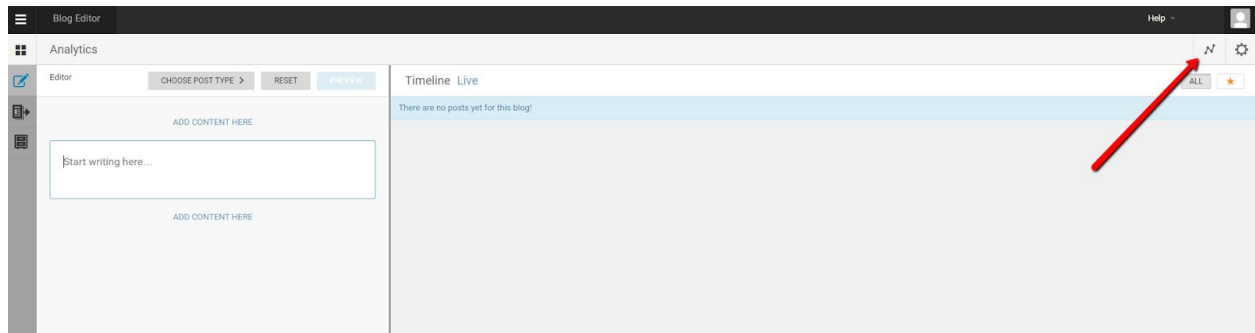 Blog Editor
Help
Analytics
Editor
CHOOSE POST TYPE >
RESET
PREVIEW
ADD CONTENT HERE
Start writing here...
ADD CONTENT HERE
Timeline Live
ALL
There are no posts yet for this blog!